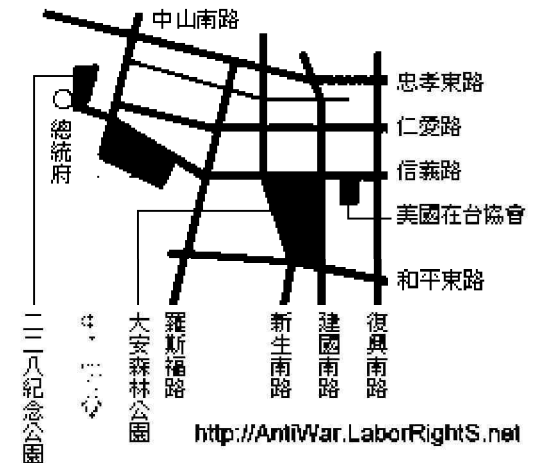 中山南路
忠孝東路
仁愛路
信義路
美國在台協會
和平東路
總統府
二二八紀念公園
大安森林公園
羅斯福路
新生南路
建國南路
復興南路
http://AntiWar.LaborRightS.net